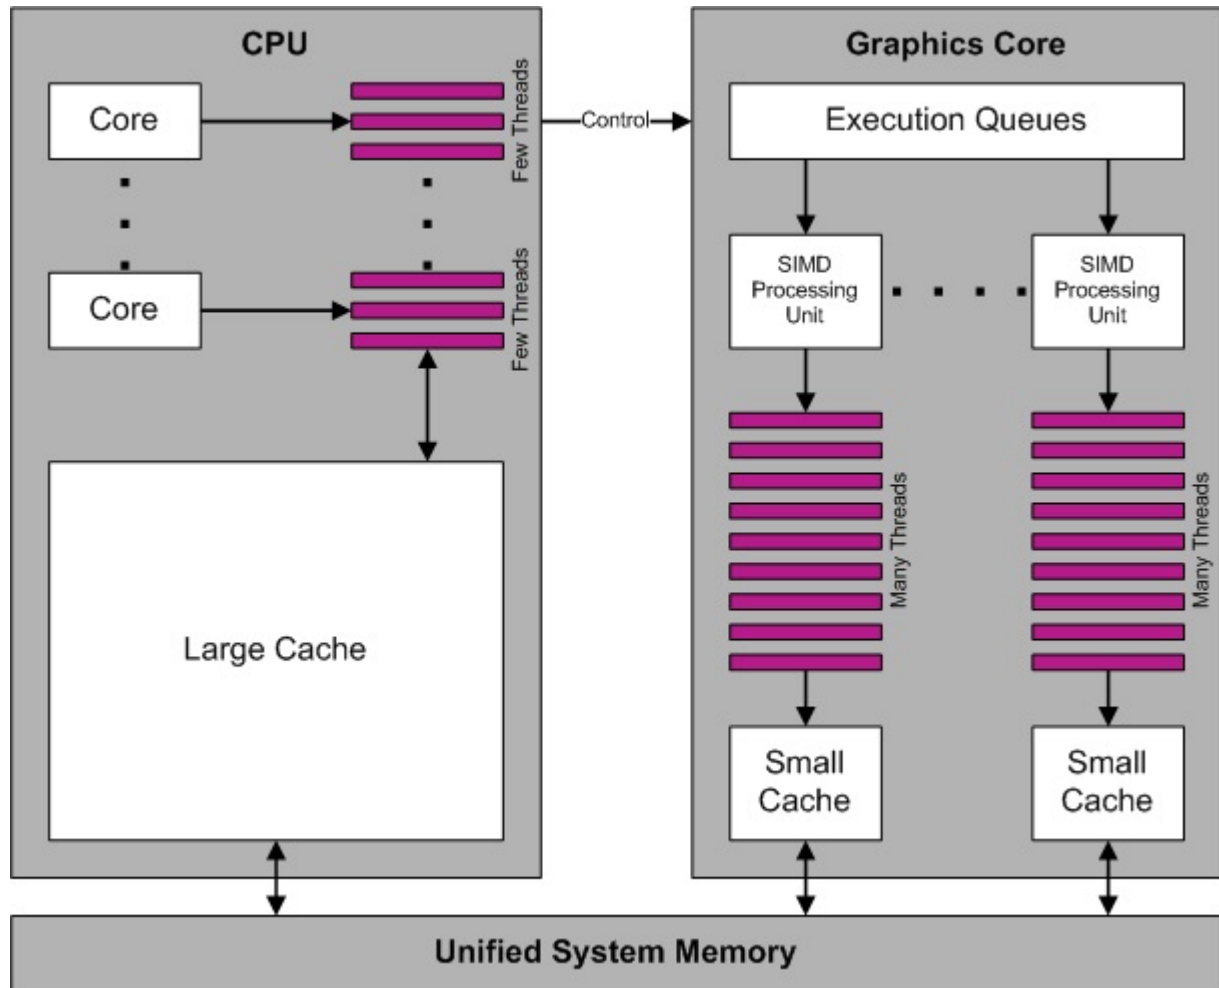 CPU
Core
Few Threads
Core
Few Threads
Large Cache
Control
Graphics Core
Execution Queues
SIMD
Processing
Unit
SIMD
Processing
Unit
Many Threads
Many Threads
Small
Cache
Small
Cache
Unified System Memory